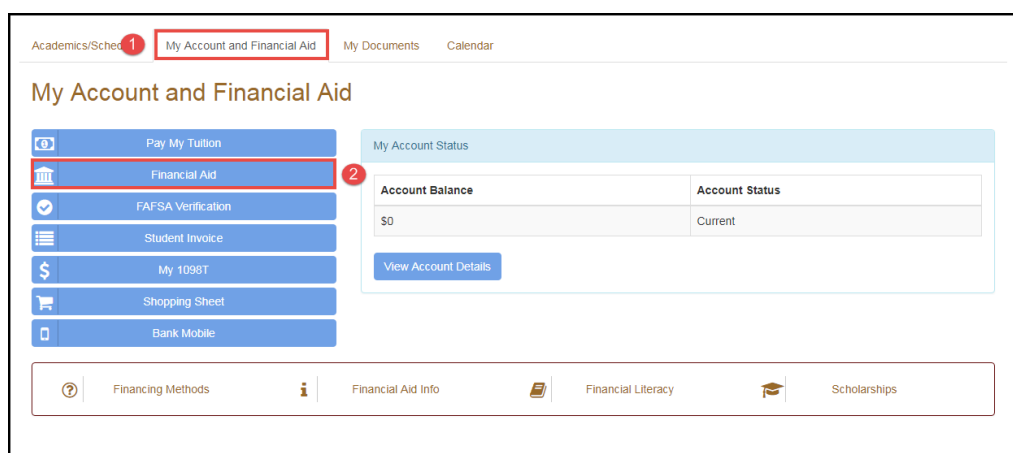 Academics/Sched 1 My Account and Financial Aid My Documents Calendar
My Account and Financial Aid
Pay My Tuition
Financial Aid 2
FAFSA Verification
Student Invoice
$ My 1098T
Shopping Sheet
Bank Mobile
My Account Status
Account Balance Account Status
$0 Current
View Account Details
? Financing Methods i Financial Aid Info Financial Literacy Scholarships